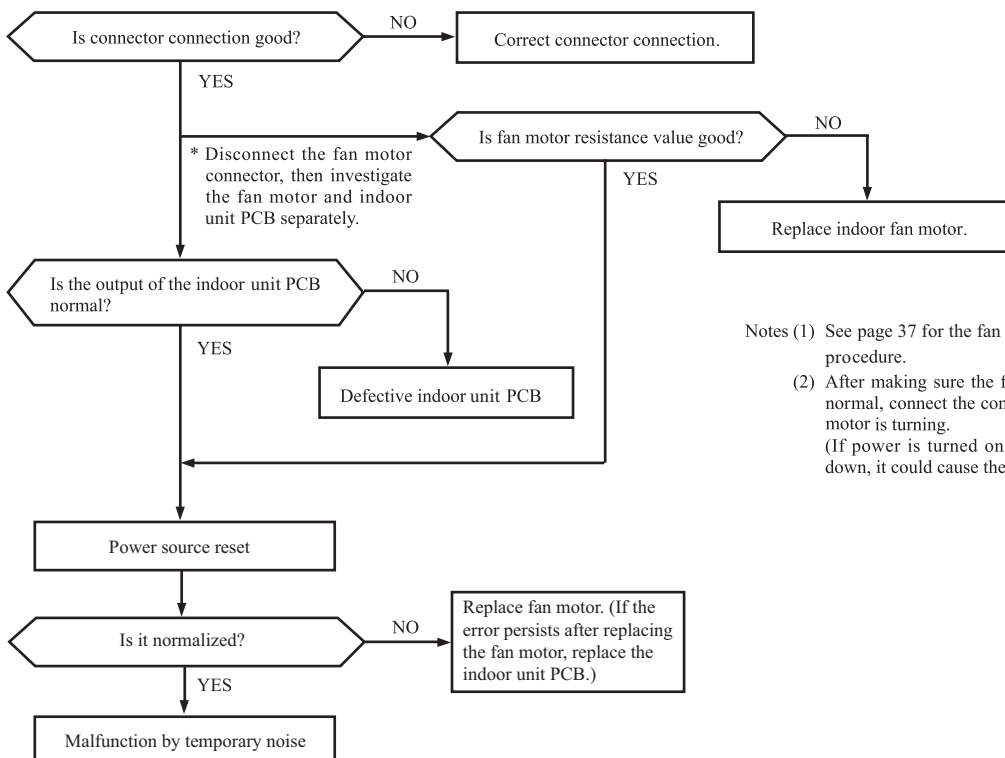 Is connector connection good?
NO
Correct connector connection.
YES
* Disconnect the fan motor
connector, then investigate
the fan motor and indoor
unit PCB separately.
Is fan motor resistance value good?
NO
YES
Replace indoor fan motor.
Is the output of the indoor unit PCB
normal?
NO
YES
Defective indoor unit PCB
Notes (1) See page 37 for the fan
procedure.
(2) After making sure the
normal, connect the
motor is turning.
(If power is turned on
down, it could cause the
Power source reset
Is it normalized?
NO
Replace fan motor. (If the
error persists after replacing
the fan motor, replace the
indoor unit PCB.)
YES
Malfunction by temporary noise